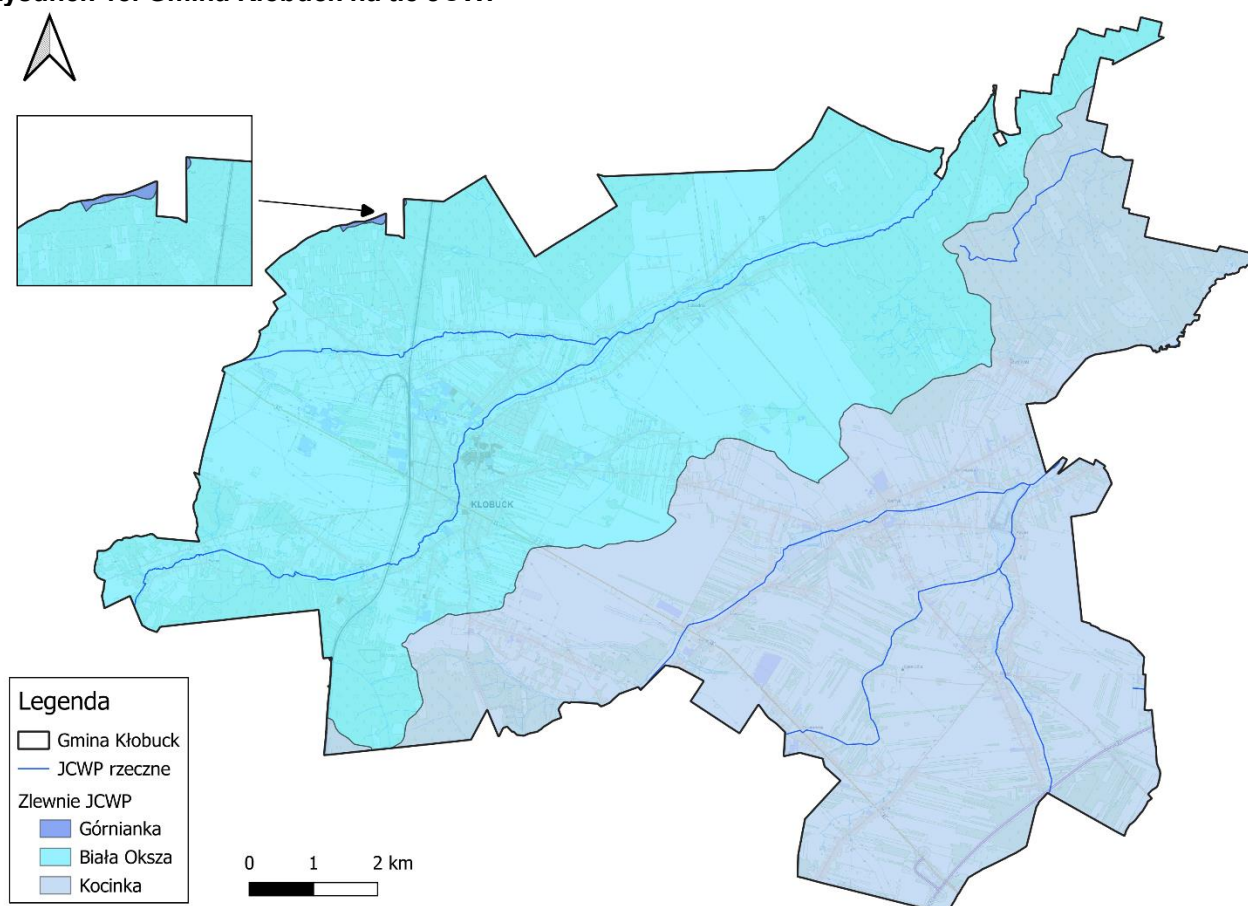 KŁOBUCK
Legenda
Gmina Kłobuck
JCWP rzeczne
Zlewnie JCWP
Górnianka
Biała Oksza
Kocinka
0 1 2 km